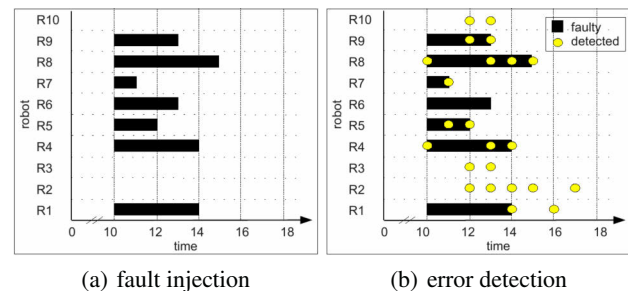 R10
R9
R8
R7
R6
R5
R4
R3
R2
R1
robot
0 10 12 14 16 18
time
(a) fault injection
R10
R9
R8
R7
R6
R5
R4
R3
R2
R1
robot
faulty
detected
0 10 12 14 16 18
time
(b) error detection